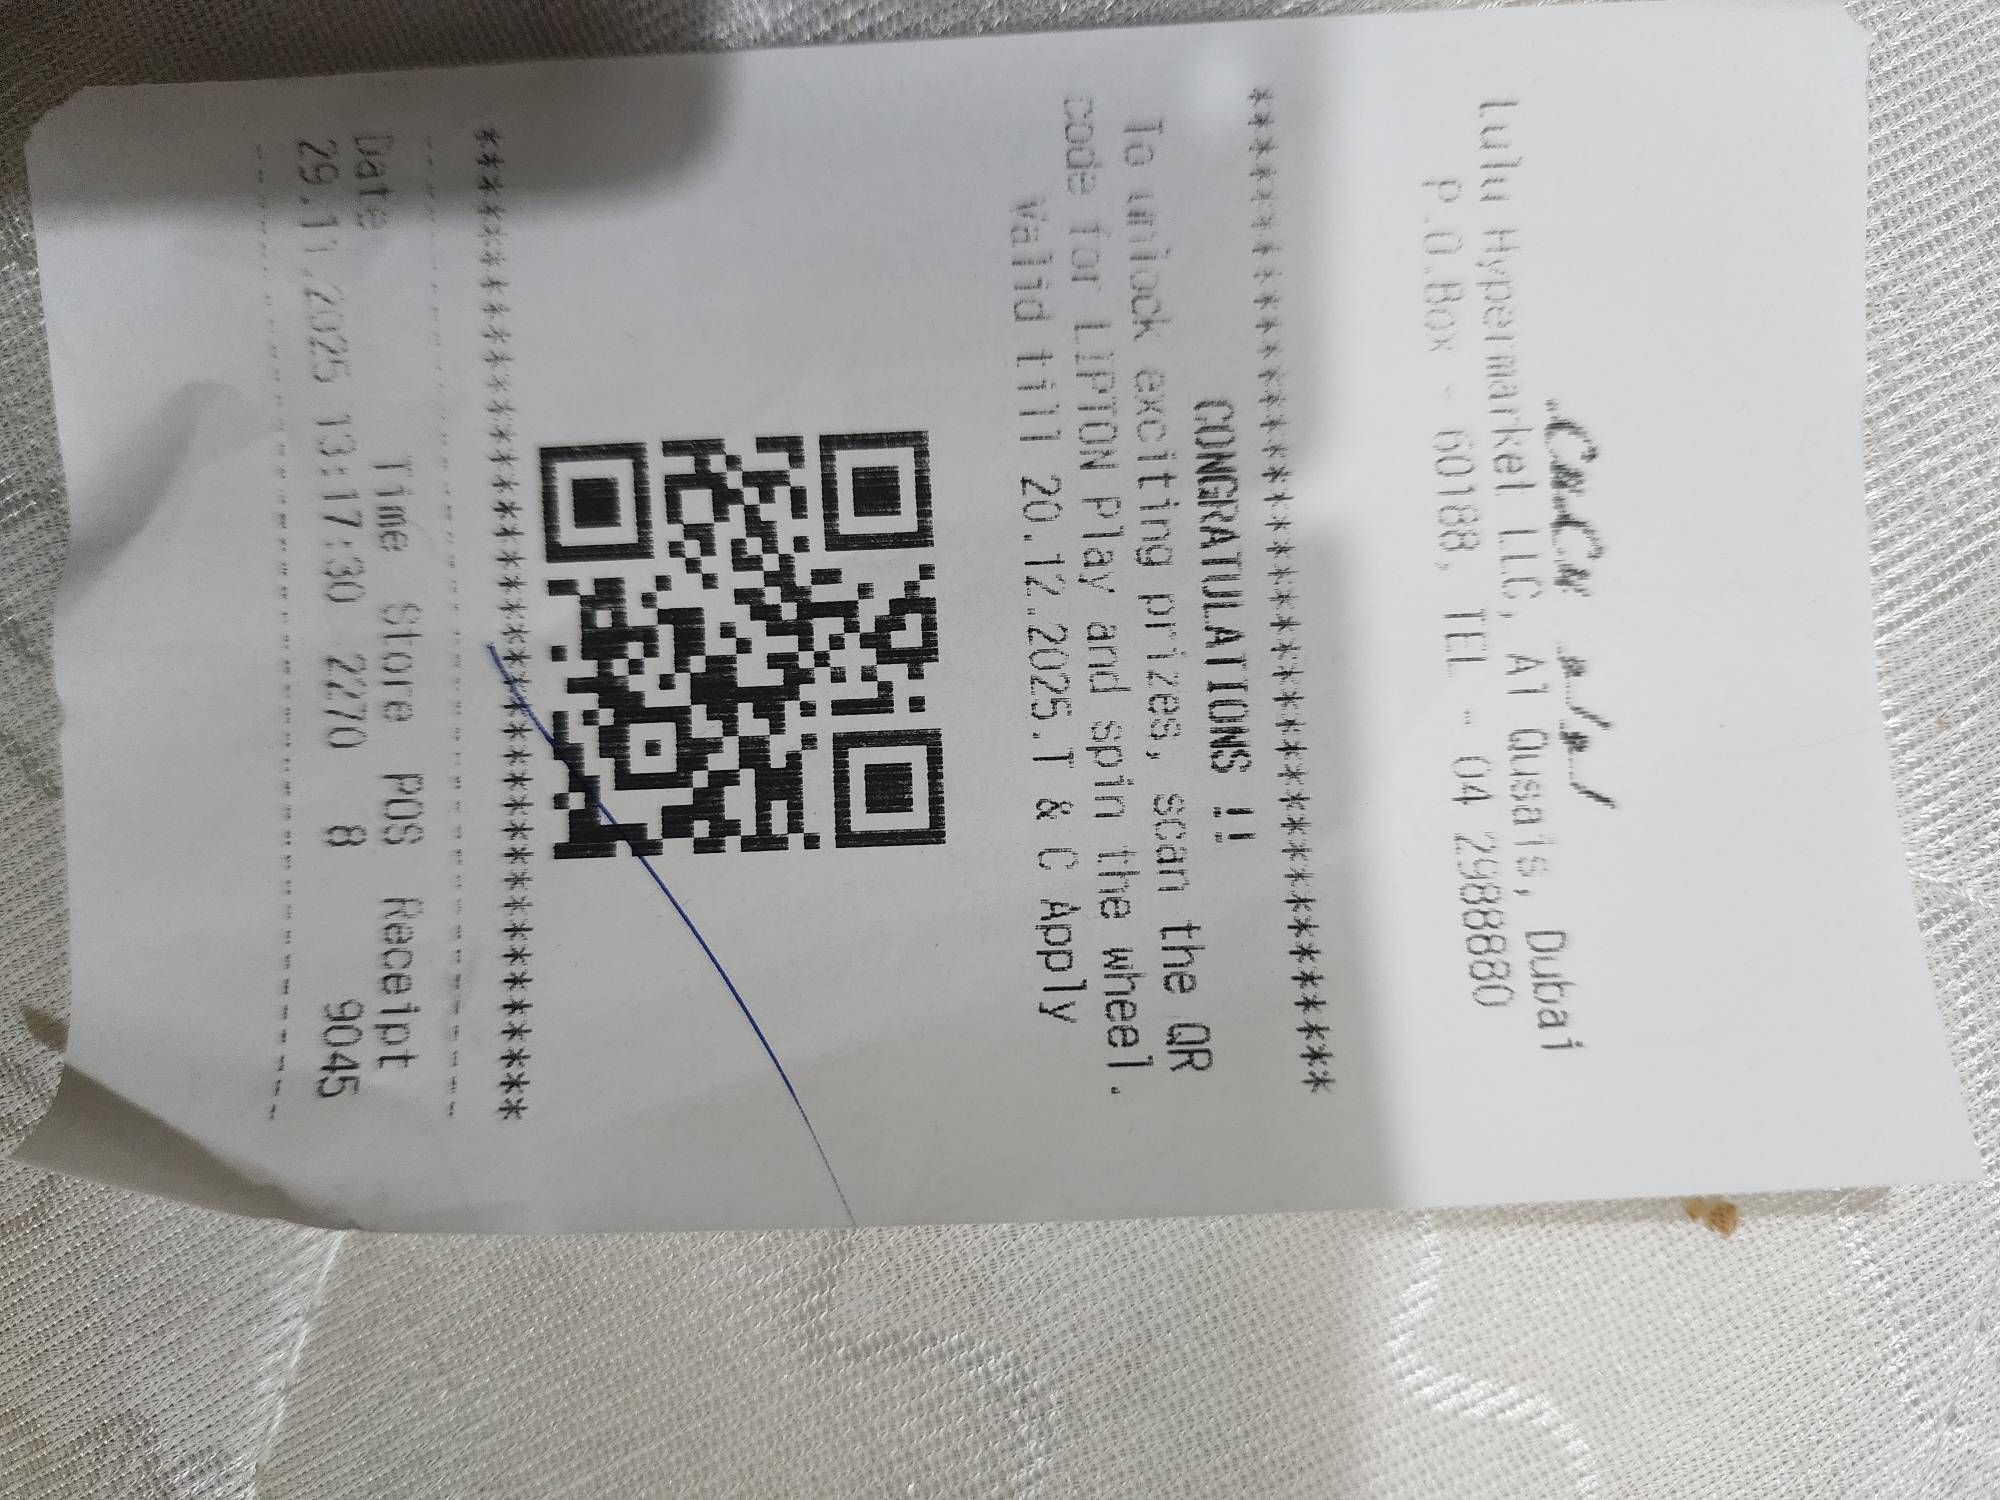 Lulu Hypermarket LLC, Al Qusais, Dubai
P.O.Box - 60188, TEL - 04 2988880
****************************************
CONGRATULATIONS !!
To unlock exciting prizes, scan the QR
code for LIPTON Play and spin the wheel.
Valid till 20.12.2025.T & C Apply
****************************************
Date Time Store POS Receipt
29.11.2025 13:17:30 2270 8 9045